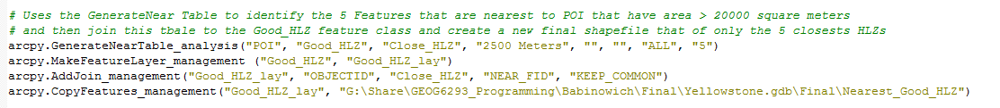 # Uses the GenerateNear Table to identify the 5 Features that are nearest to POI that have area > 20000 square meters
# and then join this tbale to the Good_HLZ feature class and create a new final shapefile that of only the 5 closests HLZs
arcpy.GenerateNearTable_analysis("POI", "Good_HLZ", "Close_HLZ", "2500 Meters", "", "", "ALL", "5")
arcpy.MakeFeatureLayer_management ("Good_HLZ", "Good_HLZ_lay")
arcpy.AddJoin_management("Good_HLZ_lay", "OBJECTID", "Close_HLZ", "NEAR_FID", "KEEP_COMMON")
arcpy.CopyFeatures_management("Good_HLZ_lay", "G:\Share\GEOG6293_Programming\Babinowich\Final\Yellowstone.gdb\Final\Nearest_Good_HLZ")